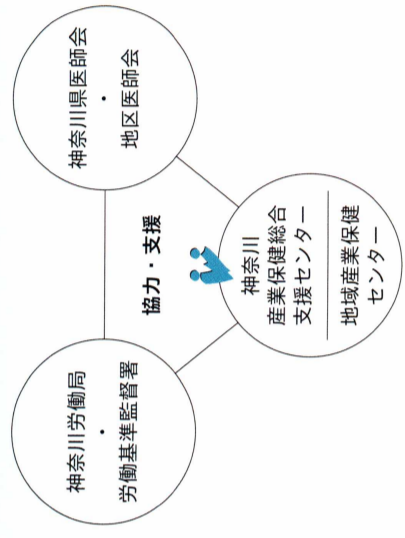 神奈川労働局
・
労働基準監督署
神奈川県医師会
・
地区医師会
協力・支援
神奈川
産業保健総合
支援センター
地域産業保健
センター